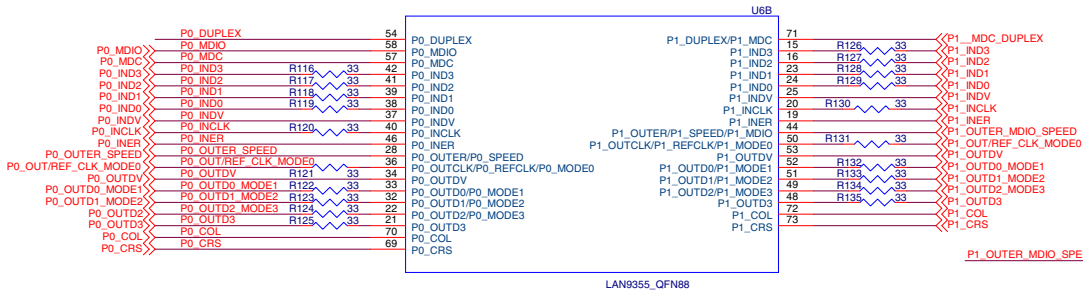 U6B
P0_DUPLEX 54 P0_DUPLEX P1_DUPLEX/P1_MDC 71 P1__MDC_DUPLEX
P0_MDIO P0_MDIO 58 P0_MDIO P1_IND3 15 R126 33 P1_IND3
P0_MDC P0_MDC 57 P0_MDC P1_IND2 16 R127 33 P1_IND2
P0_IND3 P0_IND3 R116 33 42 P0_IND3 P1_IND1 23 R128 33 P1_IND1
P0_IND2 P0_IND2 R117 33 41 P0_IND2 P1_IND0 24 R129 33 P1_IND0
P0_IND1 P0_IND1 R118 33 39 P0_IND1 P1_INDV 25 P1_INDV
P0_IND0 P0_IND0 R119 33 38 P0_IND0 P1_INCLK 20 R130 33 P1_INCLK
P0_INDV P0_INDV 37 P0_INDV P1_INER 19 P1_INER
P0_INCLK P0_INCLK R120 33 40 P0_INCLK P1_OUTER/P1_SPEED/P1_MDIO 44 P1_OUTER_MDIO_SPEED
P0_INER P0_INER 46 P0_INER P1_OUTCLK/P1_REFCLK/P1_MODE0 50 R131 33 P1_OUT/REF_CLK_MODE0
P0_OUTER_SPEED P0_OUTER_SPEED 28 P0_OUTER/P0_SPEED P1_OUTDV 53 P1_OUTDV
P0_OUT/REF_CLK_MODE0 P0_OUT/REF_CLK_MODE0 R121 33 36 P0_OUTCLK/P0_REFCLK/P0_MODE0 P1_OUTD0/P1_MODE1 52 R132 33 P1_OUTD0_MODE1
P0_OUTDV P0_OUTDV 34 P0_OUTDV P1_OUTD1/P1_MODE2 51 R133 33 P1_OUTD1_MODE2
P0_OUTD0_MODE1 P0_OUTD0_MODE1 R122 33 33 P0_OUTD0/P0_MODE1 P1_OUTD2/P1_MODE3 49 R134 33 P1_OUTD2_MODE3
P0_OUTD1_MODE2 P0_OUTD1_MODE2 R123 33 32 P0_OUTD1/P0_MODE2 P1_OUTD3 48 R135 33 P1_OUTD3
P0_OUTD2 P0_OUTD2_MODE3 R124 33 22 P0_OUTD2/P0_MODE3 P1_COL 72 P1_COL
P0_OUTD3 P0_OUTD3 R125 33 21 P0_OUTD3 P1_CRS 73 P1_CRS
P0_COL P0_COL 70 P0_COL
P0_CRS P0_CRS 69 P0_CRS
P1_OUTER_MDIO_SPE
LAN9355_QFN88